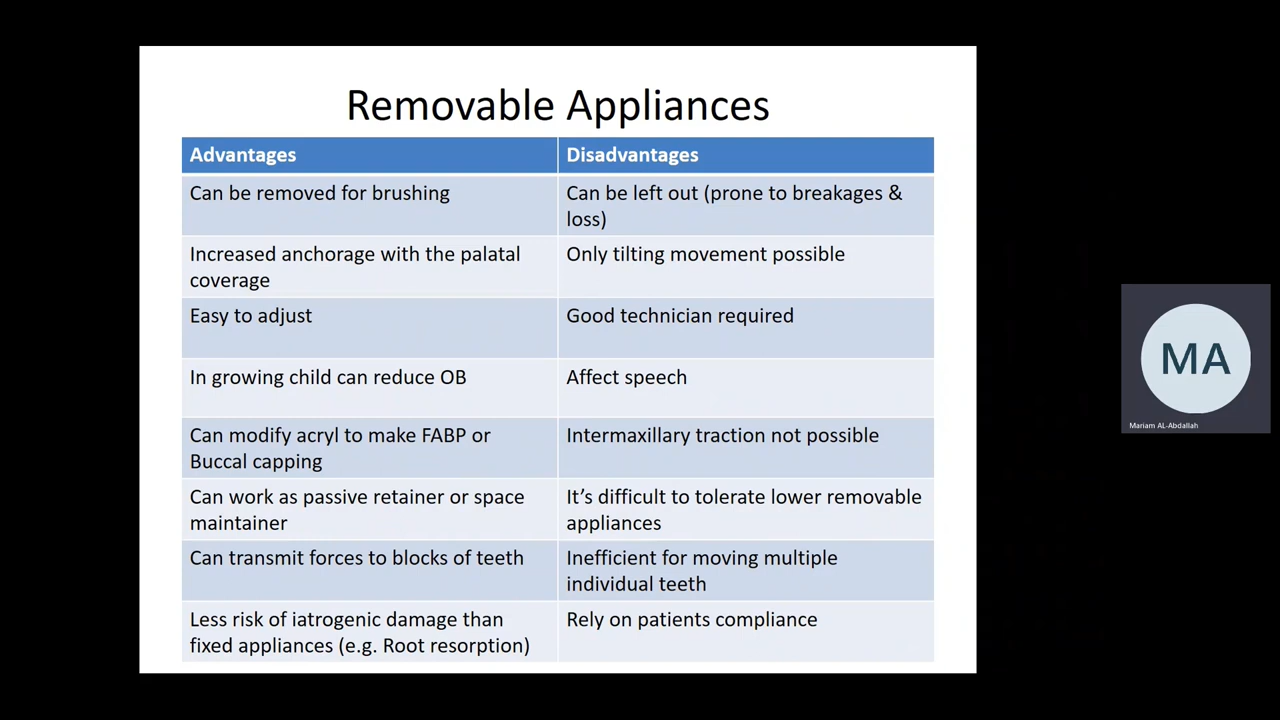 Removable Appliances
Advantages
Disadvantages
Can be removed for brushing
Can be left out (prone to breakages &
loss)
Increased anchorage with the palatal
coverage
Only tilting movement possible
Easy to adjust
Good technician required
In growing child can reduce OB
Affect speech
Can modify acryl to make FABP or
Buccal capping
Intermaxillary traction not possible
Can work as passive retainer or space
maintainer
It’s difficult to tolerate lower removable
appliances
Can transmit forces to blocks of teeth
Inefficient for moving multiple
individual teeth
Less risk of iatrogenic damage than
fixed appliances (e.g. Root resorption)
Rely on patients compliance
MA
Mariam AL-Abdallah